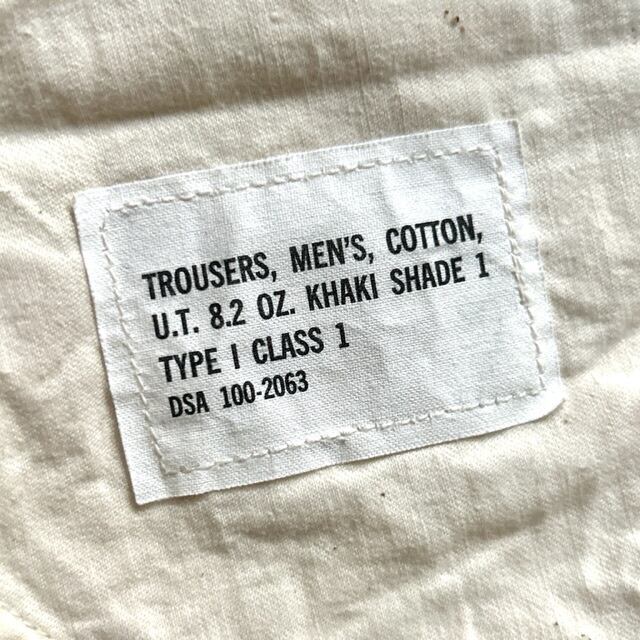 TROUSERS, MEN'S, COTTON,
U.T. 8.2 OZ. KHAKI SHADE 1
TYPE I CLASS 1
DSA 100-2063